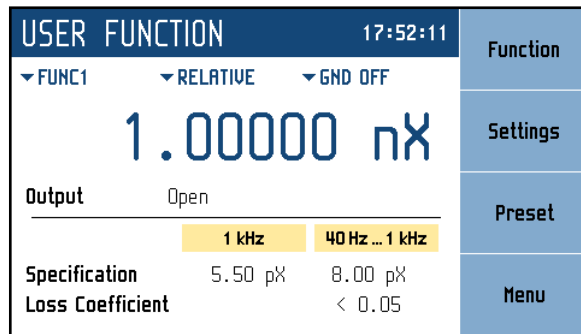 USER FUNCTION 17:52:11
FUNC1 RELATIVE GND OFF
1.00000 nX
Output Open
1 kHz 40 Hz ... 1 kHz
Specification 5.50 pX 8.00 pX
Loss Coefficient < 0.05
Function
Settings
Preset
Menu